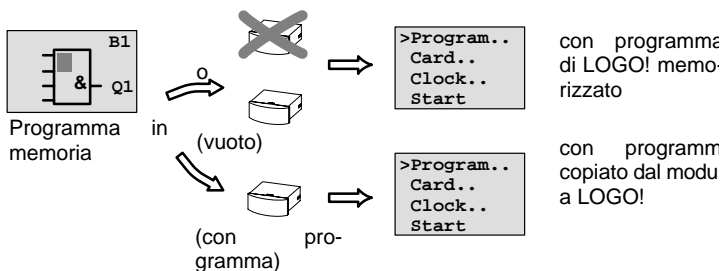 B1
&
Q1
Programma in
memoria
o
(vuoto)
(con pro-
gramma)
>Program..
Card..
Clock..
Start
con programma
di LOGO! memo-
rizzato
>Program..
Card..
Clock..
Start
con programm
copiato dal modu
a LOGO!